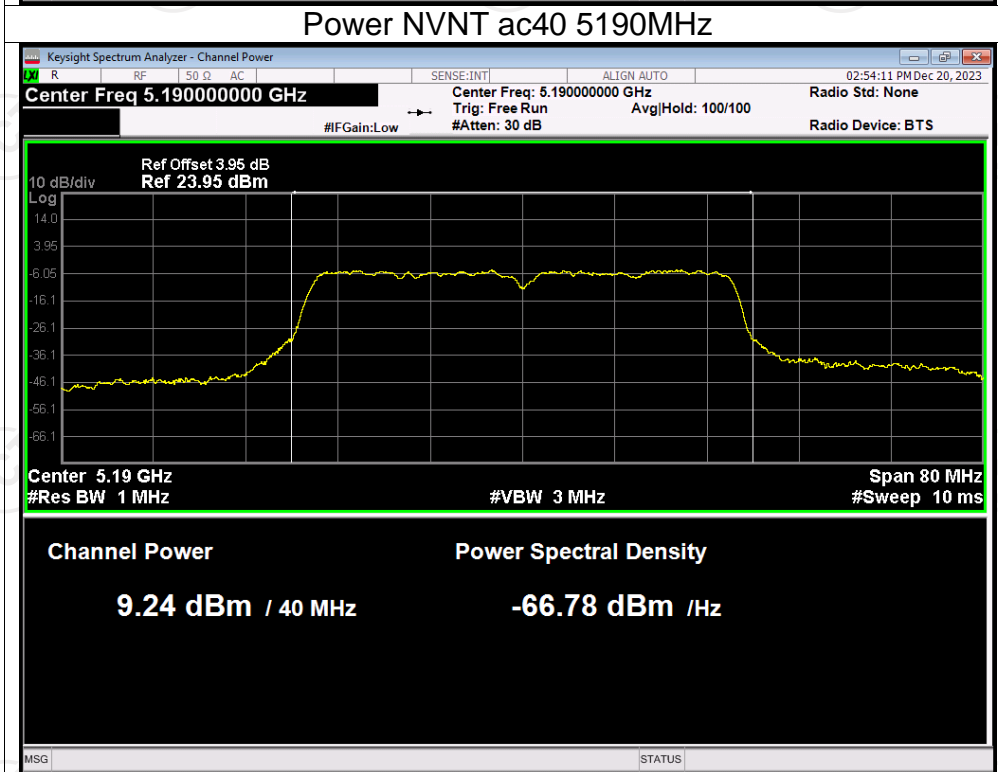 Power NVNT ac40 5190MHz
Keysight Spectrum Analyzer - Channel Power
LXI R RF 50 Ω AC SENSE:INT ALIGN AUTO 02:54:11 PM Dec 20, 2023
Center Freq 5.190000000 GHz Center Freq: 5.190000000 GHz Radio Std: None
Trig: Free Run Avg|Hold: 100/100
#IFGain:Low #Atten: 30 dB Radio Device: BTS
Ref Offset 3.95 dB
10 dB/div Ref 23.95 dBm
Log
14.0
3.95
-6.05
-16.1
-26.1
-36.1
-46.1
-56.1
-66.1
Center 5.19 GHz Span 80 MHz
#Res BW 1 MHz #VBW 3 MHz #Sweep 10 ms
Channel Power Power Spectral Density
9.24 dBm / 40 MHz -66.78 dBm /Hz
MSG STATUS